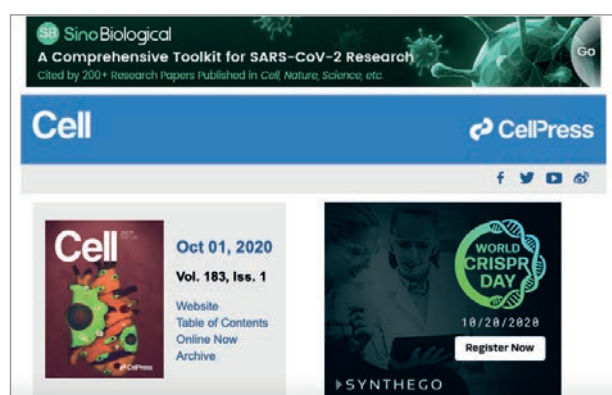 SB SinoBiological
A Comprehensive Toolkit for SARS-CoV-2 Research
Cited by 200+ Research Papers Published in Cell, Nature, Science, etc.
Go
Cell
CellPress
Cell
CellPress
Oct 01, 2020
Vol. 183, Iss. 1
Website
Table of Contents
Online Now
Archive
WORLD
CRISPR
DAY
10/20/2020
Register Now
SYNTHEGO